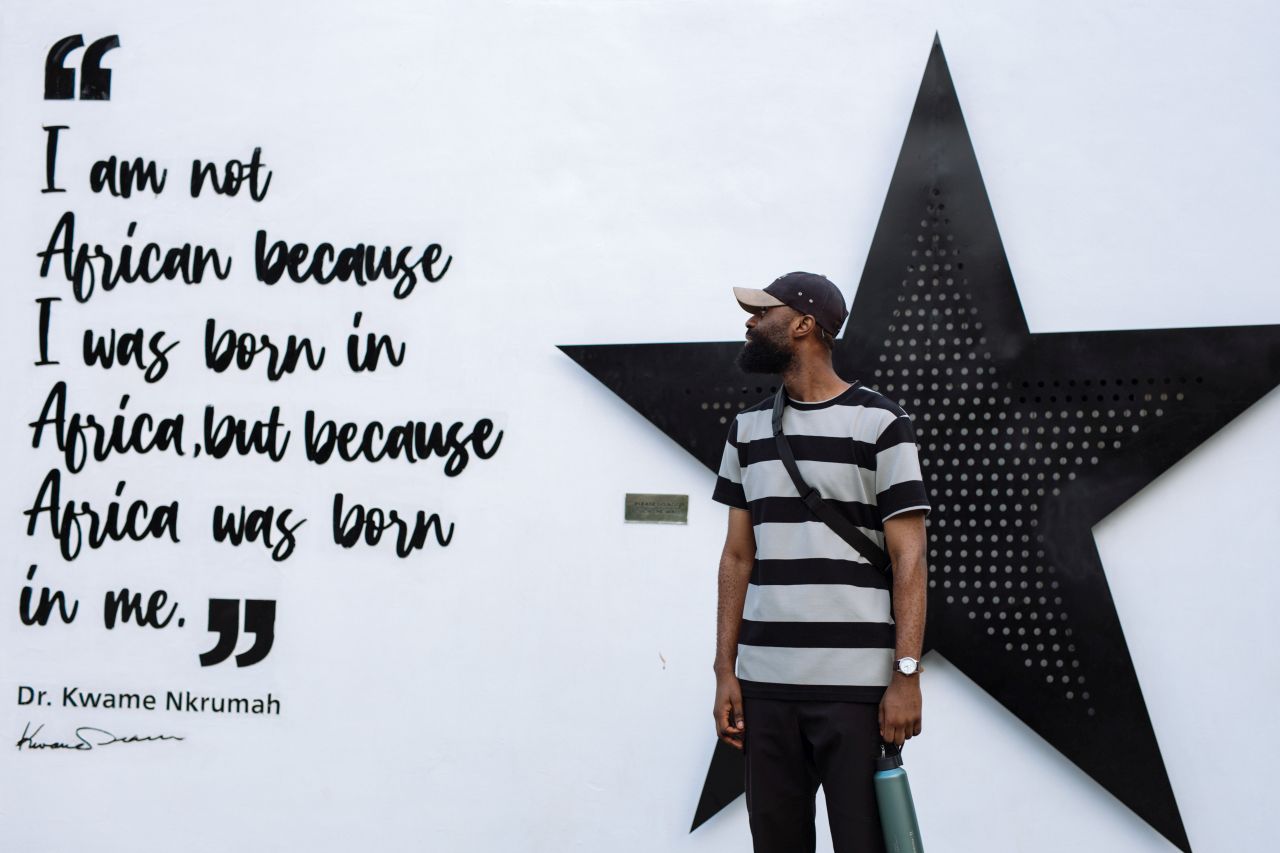 “
I am not
African because
I was born in
Africa, but because
Africa was born
in me. ”
Dr. Kwame Nkrumah